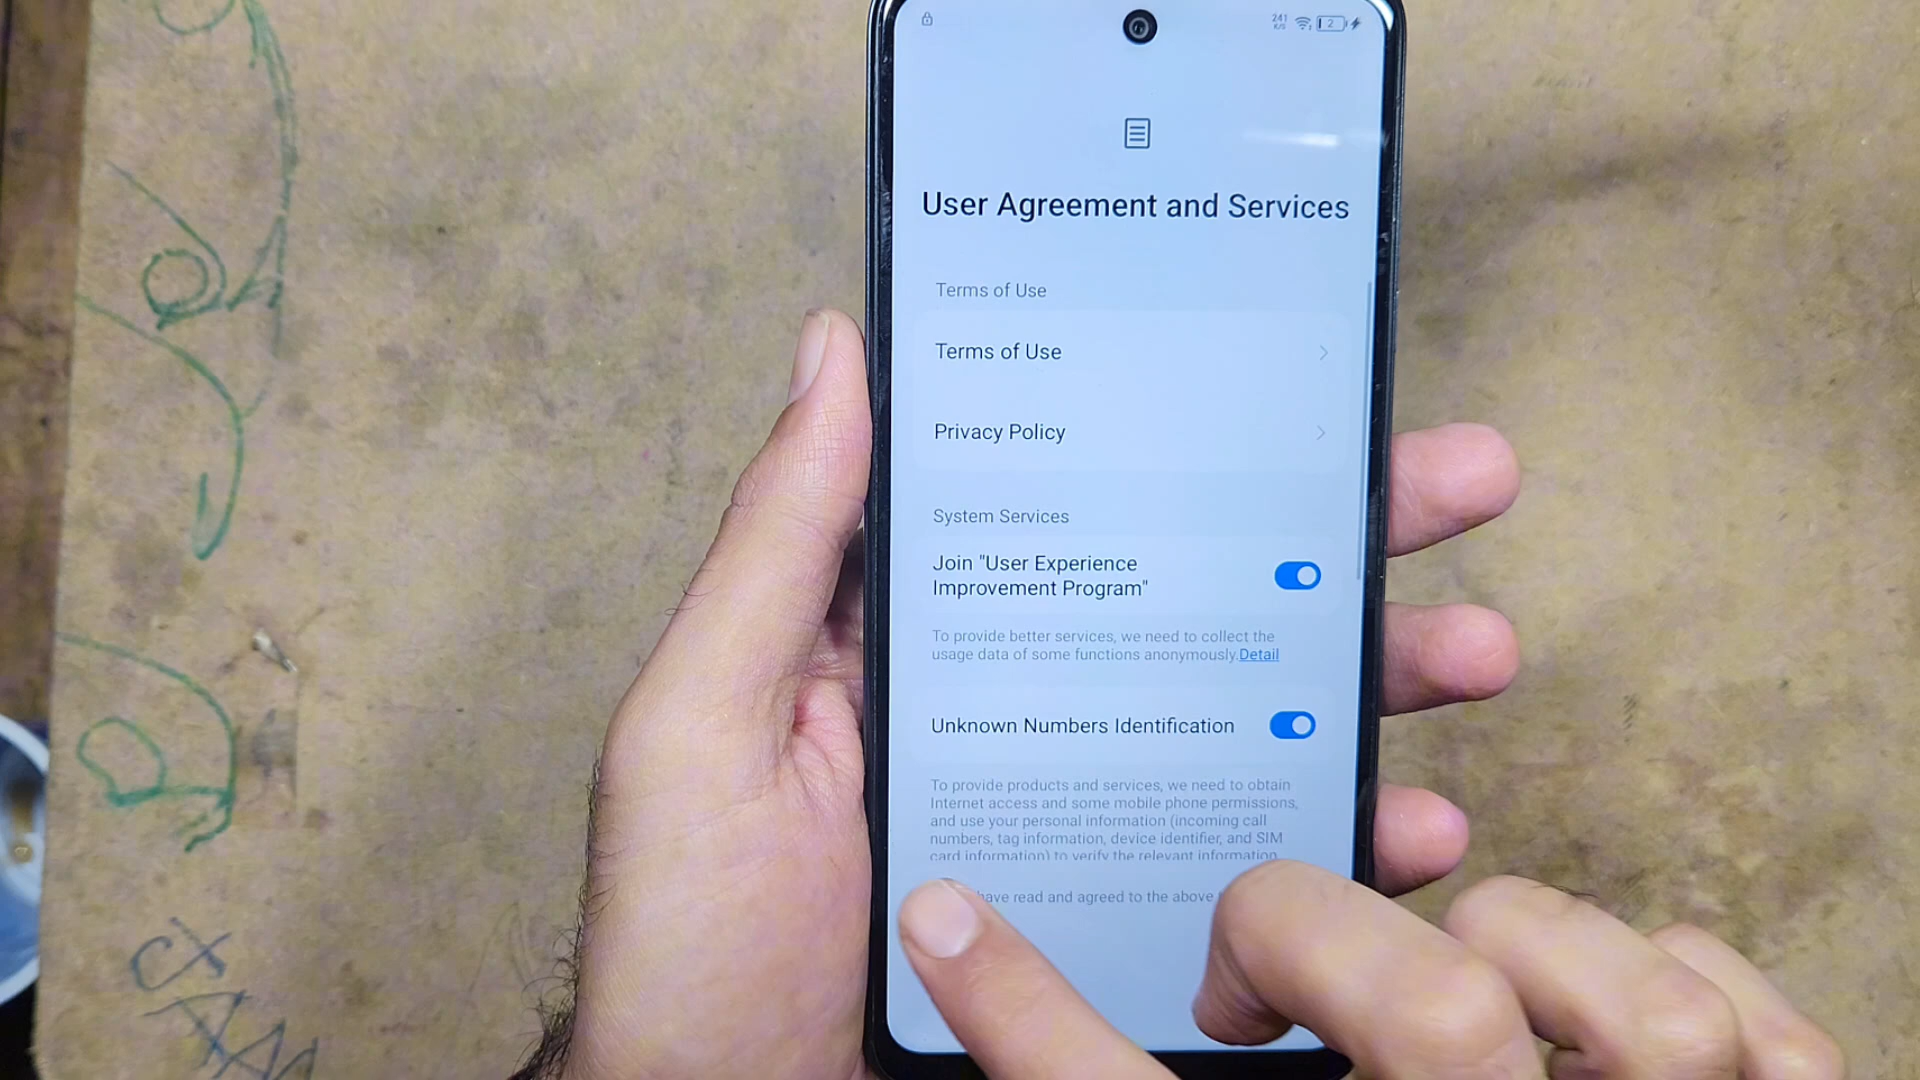 241
K/S
2
User Agreement and Services
Terms of Use
Terms of Use
Privacy Policy
System Services
Join "User Experience
Improvement Program"
To provide better services, we need to collect the
usage data of some functions anonymously.Detail
Unknown Numbers Identification
To provide products and services, we need to obtain
Internet access and some mobile phone permissions,
and use your personal information (incoming call
numbers, tag information, device identifier, and SIM
card information) to verify the relevant information
have read and agreed to the above